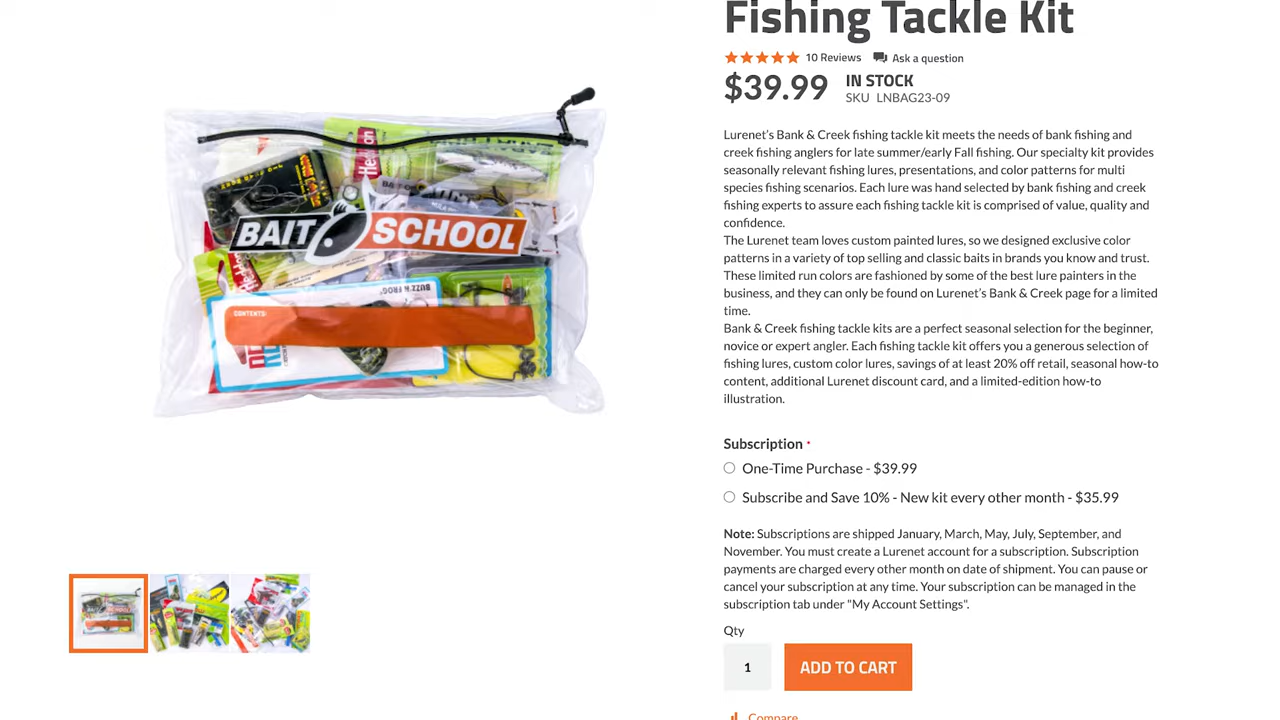 Fishing Tackle Kit
10 Reviews Ask a question
$39.99 IN STOCK
SKU LNBAG23-09
Lurenet's Bank & Creek fishing tackle kit meets the needs of bank fishing and
creek fishing anglers for late summer/early Fall fishing. Our specialty kit provides
seasonally relevant fishing lures, presentations, and color patterns for multi
species fishing scenarios. Each lure was hand selected by bank fishing and creek
fishing experts to assure each fishing tackle kit is comprised of value, quality and
confidence.
The Lurenet team loves custom painted lures, so we designed exclusive color
patterns in a variety of top selling and classic baits in brands you know and trust.
These limited run colors are fashioned by some of the best lure painters in the
business, and they can only be found on Lurenet's Bank & Creek page for a limited
time.
Bank & Creek fishing tackle kits are a perfect seasonal selection for the beginner,
novice or expert angler. Each fishing tackle kit offers you a generous selection of
fishing lures, custom color lures, savings of at least 20% off retail, seasonal how-to
content, additional Lurenet discount card, and a limited-edition how-to
illustration.
Subscription *
One-Time Purchase - $39.99
Subscribe and Save 10% - New kit every other month - $35.99
Note: Subscriptions are shipped January, March, May, July, September, and
November. You must create a Lurenet account for a subscription. Subscription
payments are charged every other month on date of shipment. You can pause or
cancel your subscription at any time. Your subscription can be managed in the
subscription tab under "My Account Settings".
Qty
1 ADD TO CART
Compare
Heddon
BAIT SCHOOL
Heddon
BUZZ'N FROG
CONTENTS:
BAIT SCHOOL